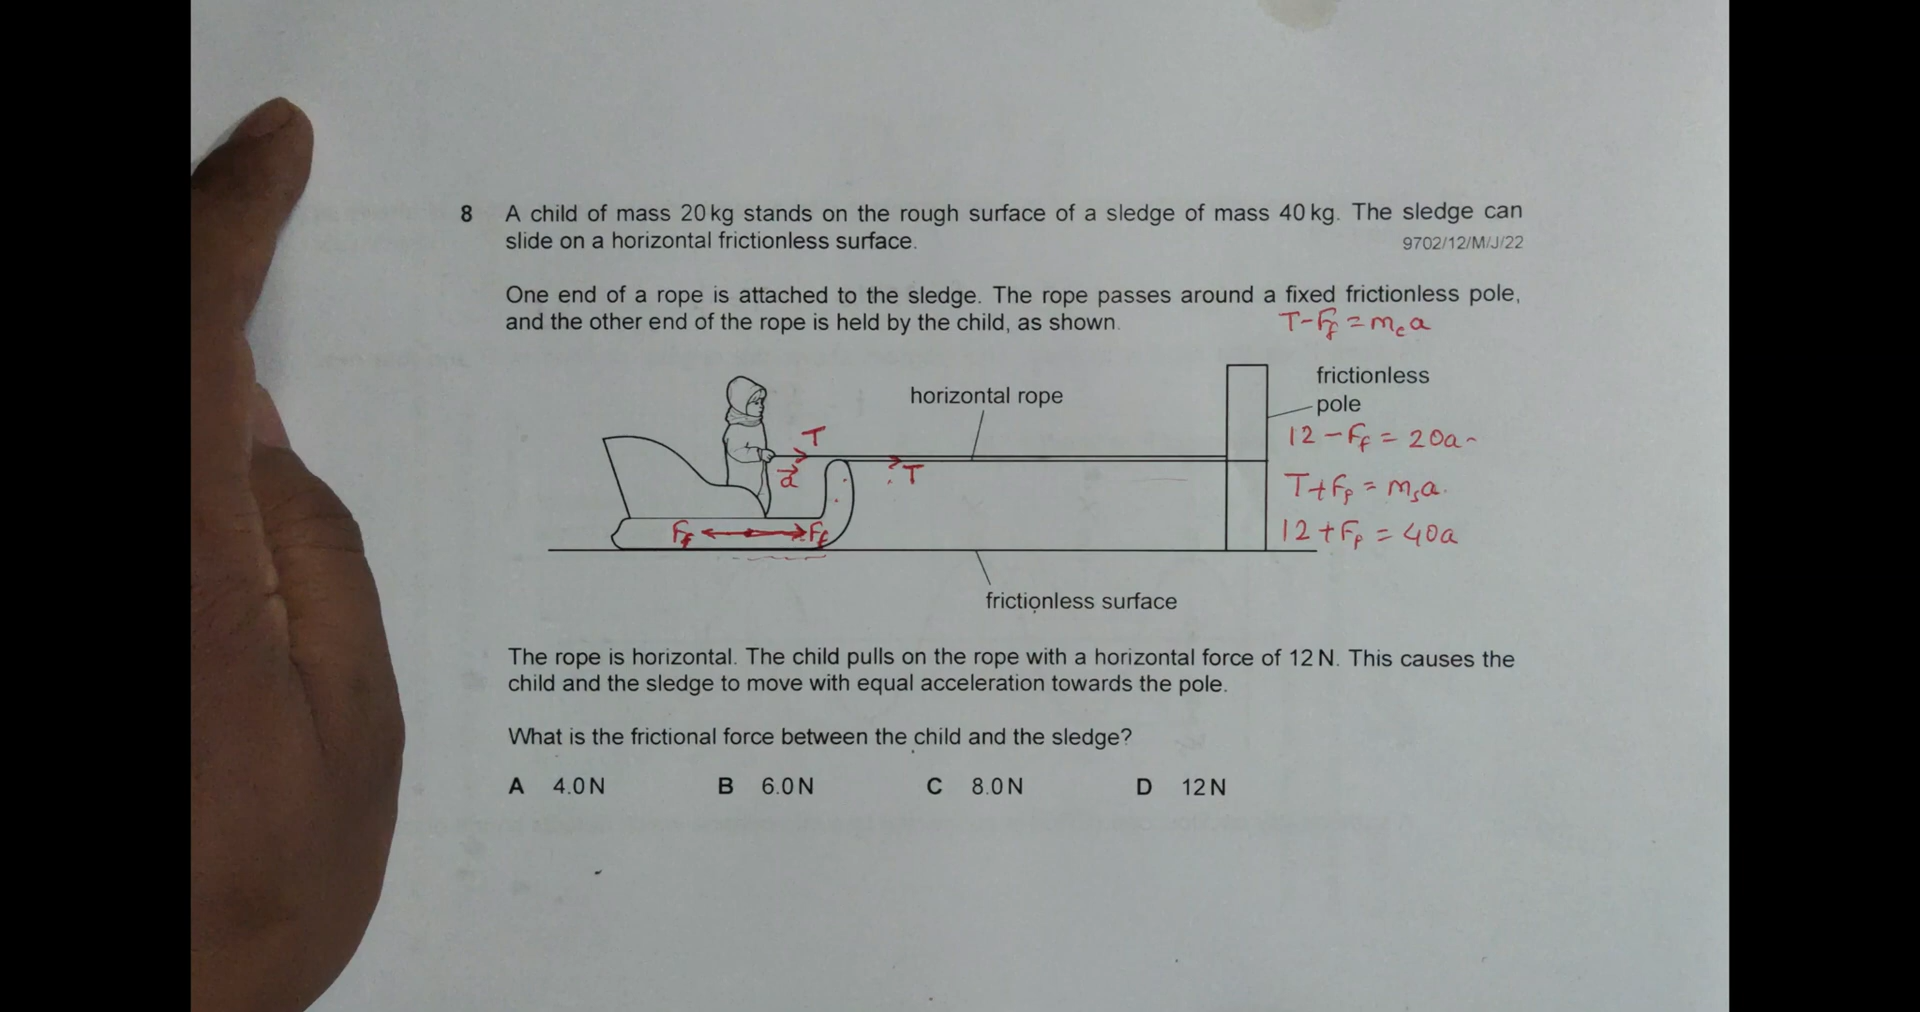 8 A child of mass 20 kg stands on the rough surface of a sledge of mass 40 kg. The sledge can
slide on a horizontal frictionless surface. 9702/12/M/J/22
One end of a rope is attached to the sledge. The rope passes around a fixed frictionless pole,
and the other end of the rope is held by the child, as shown.
T - Ff = mca
frictionless
pole
horizontal rope
12 - Ff = 20a
T
a
T
T + Ff = msa.
12 + Ff = 40a
Ff Ff
frictionless surface
The rope is horizontal. The child pulls on the rope with a horizontal force of 12 N. This causes the
child and the sledge to move with equal acceleration towards the pole.
What is the frictional force between the child and the sledge?
A 4.0 N B 6.0 N C 8.0 N D 12 N